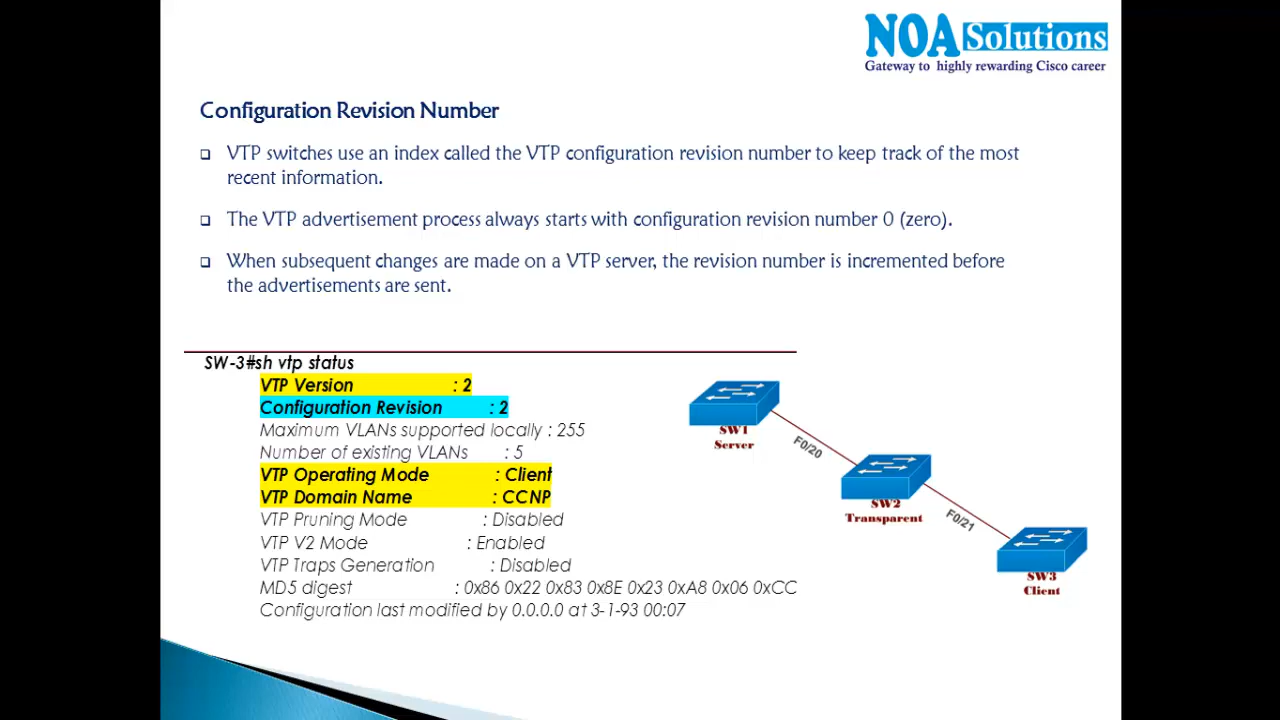 NOA Solutions
Gateway to highly rewarding Cisco career
Configuration Revision Number
VTP switches use an index called the VTP configuration revision number to keep track of the most
recent information.
The VTP advertisement process always starts with configuration revision number 0 (zero).
When subsequent changes are made on a VTP server, the revision number is incremented before
the advertisements are sent.
SW-3#sh vtp status
VTP Version : 2
Configuration Revision : 2
Maximum VLANs supported locally : 255
Number of existing VLANs : 5
VTP Operating Mode : Client
VTP Domain Name : CCNP
VTP Pruning Mode : Disabled
VTP V2 Mode : Enabled
VTP Traps Generation : Disabled
MD5 digest : 0x86 0x22 0x83 0x8E 0x23 0xA8 0x06 0xCC
Configuration last modified by 0.0.0.0 at 3-1-93 00:07
SW1
Server
F0/20
SW2
Transparent
F0/21
SW3
Client